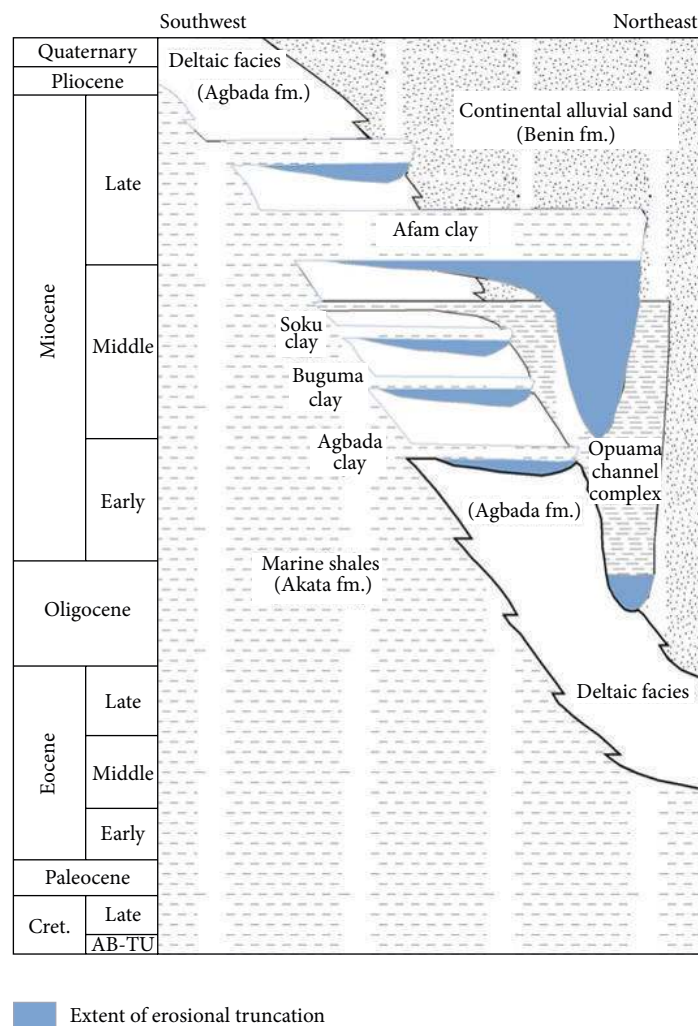 Southwest
Northeast
Quaternary
Pliocene
Miocene
Late
Middle
Early
Oligocene
Eocene
Late
Middle
Early
Paleocene
Cret.
Late
AB-TU
Deltaic facies
(Agbada fm.)
Continental alluvial sand
(Benin fm.)
Afam clay
Soku
clay
Buguma
clay
Agbada
clay
Opuama
channel
complex
(Agbada fm.)
Marine shales
(Akata fm.)
Deltaic facies
Extent of erosional truncation